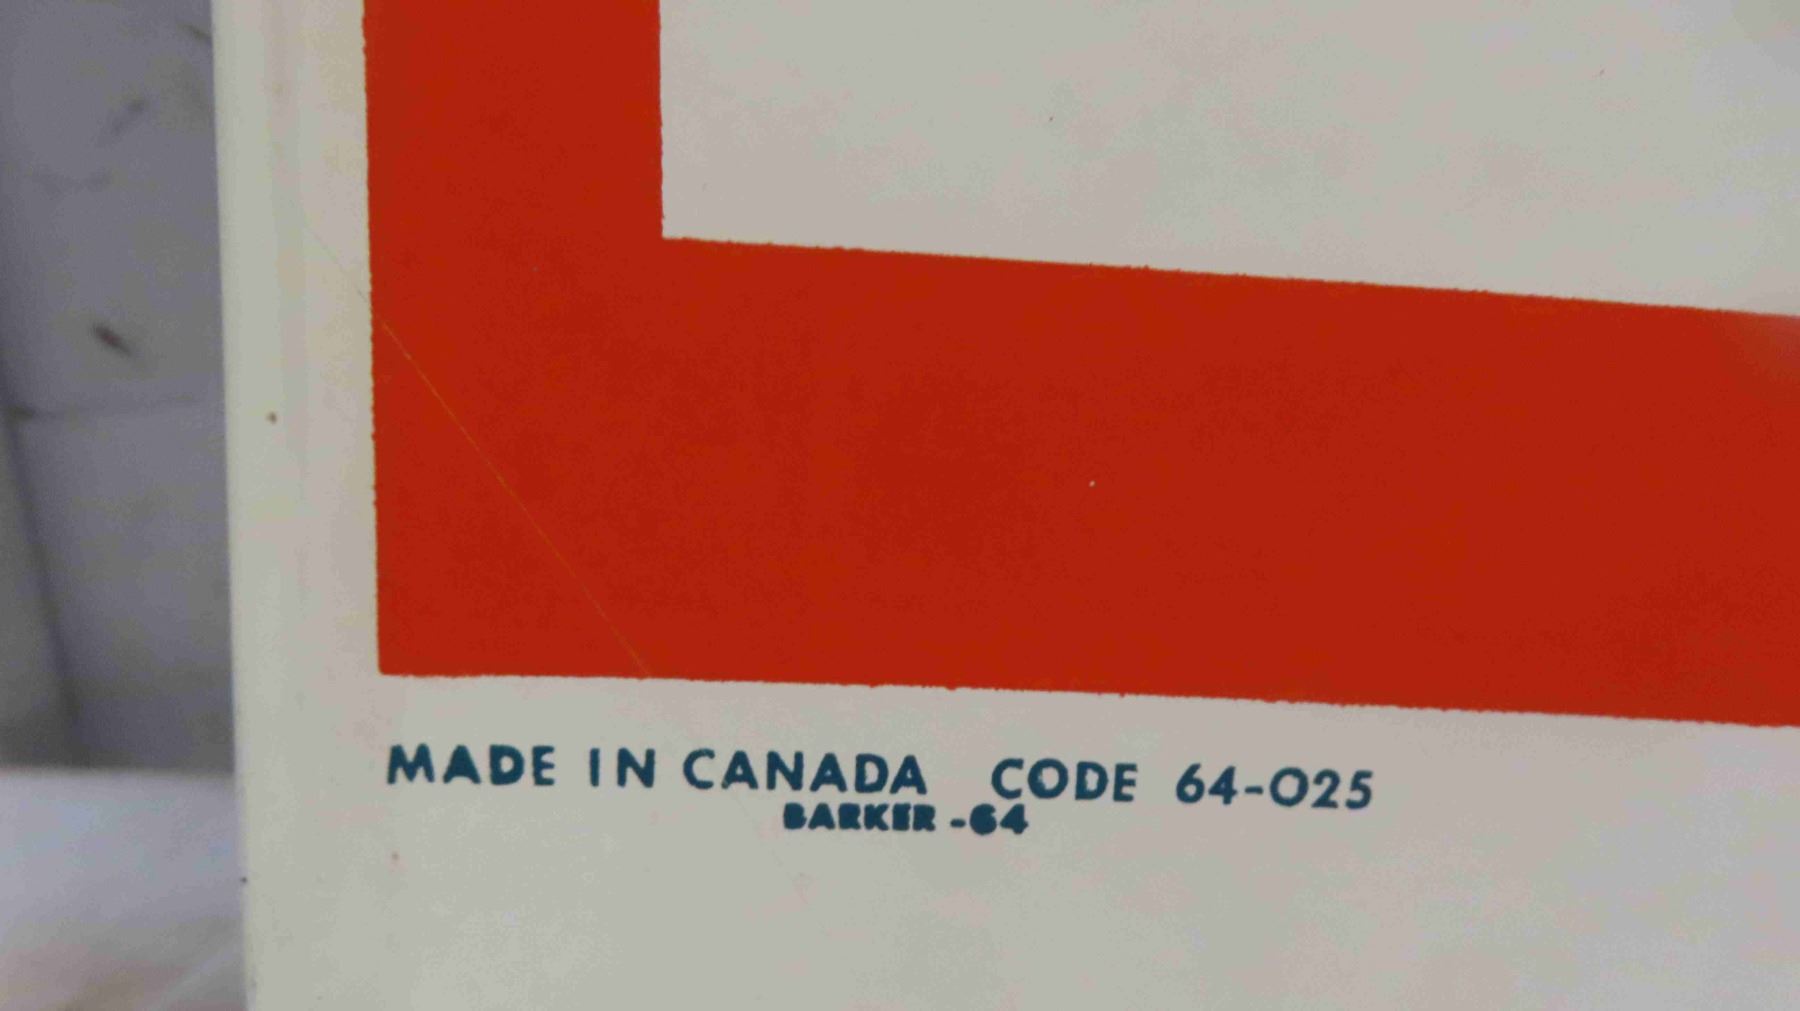 MADE IN CANADA CODE 64-025
BARKER -64